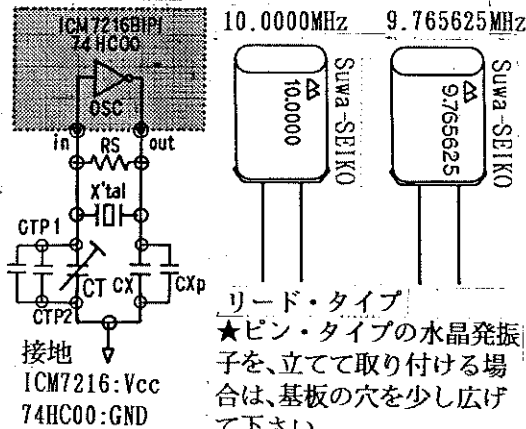 ICM7216BIPI
74HC00
OSC
in
RS
out
X'tal
CTP1
CT
CX
CXp
CTP2
接地
ICM7216:Vcc
74HC00:GND
10.0000MHz
9.765625MHz
10.0000
Suwa-SEIKO
9.765625
Suwa-SEIKO
リード・タイプ
★ピン・タイプの水晶発振
子を、立てて取り付ける場
合は、基板の穴を少し広げ
て下さい